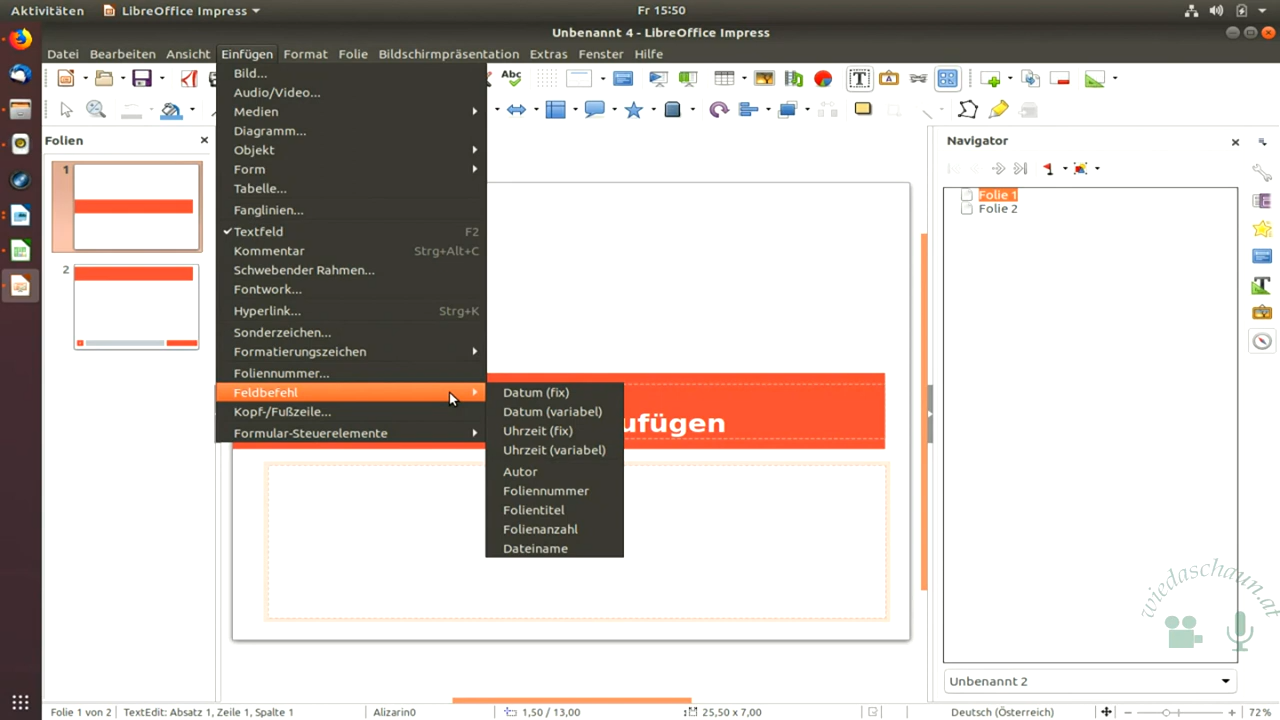 Aktivitäten LibreOffice Impress Fr 15:50
Unbenannt 4 - LibreOffice Impress
Datei Bearbeiten Ansicht Einfügen Format Folie Bildschirmpräsentation Extras Fenster Hilfe
Bild...
Audio/Video...
Medien
Diagramm...
Objekt
Form
Tabelle...
Fanglinien...
Textfeld F2
Kommentar Strg+Alt+C
Schwebender Rahmen...
Fontwork...
Hyperlink... Strg+K
Sonderzeichen...
Formatierungszeichen
Foliennummer...
Feldbefehl
Kopf-/Fußzeile...
Formular-Steuerelemente
Datum (fix)
Datum (variabel)
Uhrzeit (fix)
Uhrzeit (variabel)
Autor
Foliennummer
Folientitel
Folienanzahl
Dateiname
Abc
Folien
1
2
ufügen
Navigator
Folie 1
Folie 2
Unbenannt 2
wiedaschaun.at
Folie 1 von 2 TextEdit: Absatz 1, Zeile 1, Spalte 1 Alizarin0 1,50 / 13,00 25,50 x 7,00 Deutsch (Österreich) 72%